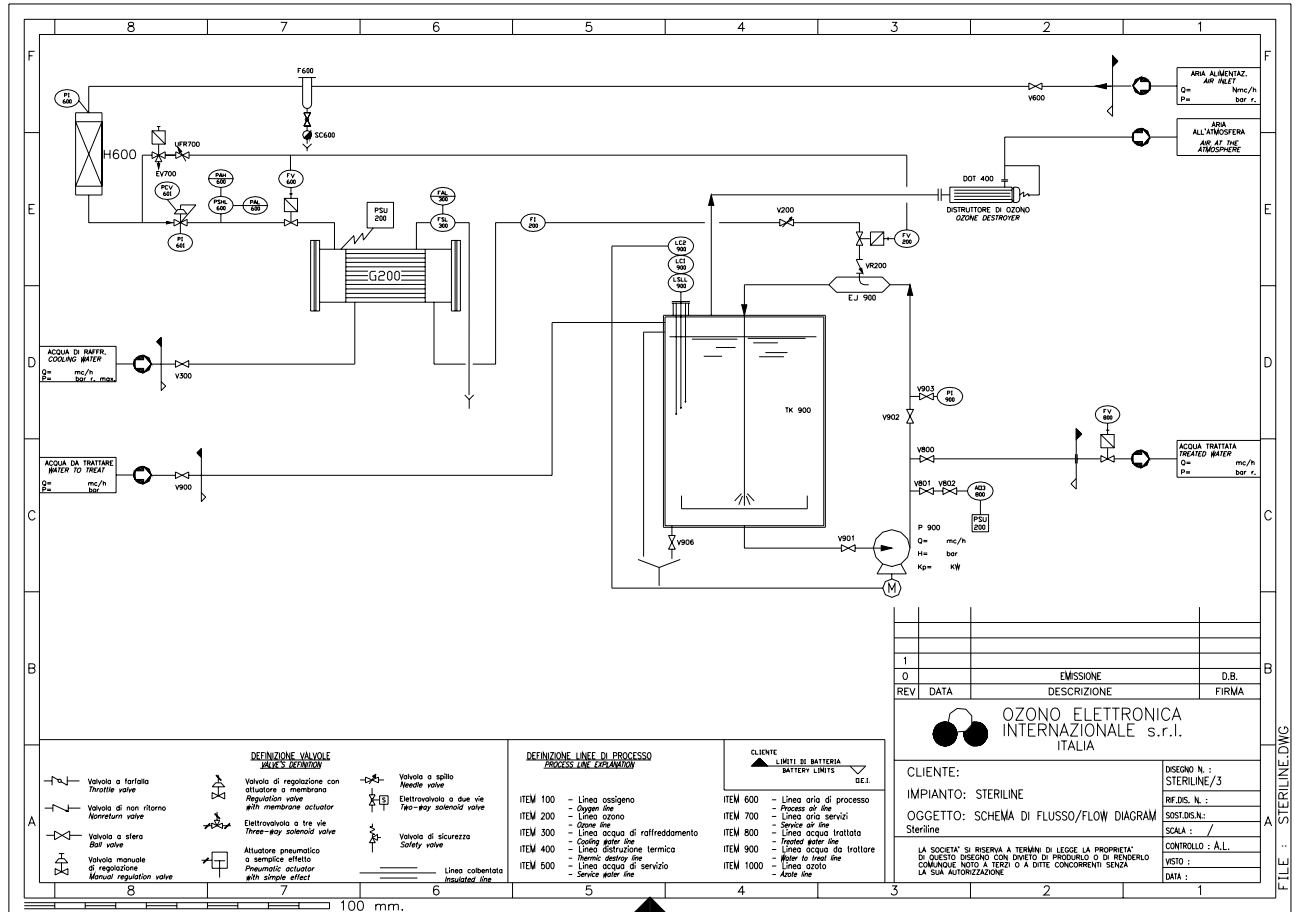 8 7 6 5 4 3 2 1
F
F
E
E
D
D
C
C
B
B
A
A
PI
600
F600
SC600
H600
UFR700
EV700
PCV
601
PI
601
PAH
600
PSHL
600
PAL
600
FV
600
PSU
200
FAL
300
FSL
300
G200
FI
200
V200
FV
200
VR200
EJ 900
LC2
900
LC1
900
LSLL
900
DOT 400
DISTRUTTORE DI OZONO
OZONE DESTROYER
V600
ARIA ALIMENTAZ.
AIR INLET
Q= Nmc/h
P= bar r.
ARIA
ALL'ATMOSFERA
AIR AT THE
ATMOSPHERE
ACQUA DI RAFFR.
COOLING WATER
Q= mc/h
P= bar r. max.
V300
ACQUA DA TRATTARE
WATER TO TREAT
Q= mc/h
P= bar
V900
TK 900
V903
PI
900
V902
V800
V801 V802
AO3
800
PSU
200
FV
800
ACQUA TRATTATA
TREATED WATER
Q= mc/h
P= bar r.
V906
V901
P 900
Q= mc/h
H= bar
Kp= KW
M
1
0 EMISSIONE D.B.
REV DATA DESCRIZIONE FIRMA
OZONO ELETTRONICA
INTERNAZIONALE s.r.l.
ITALIA
CLIENTE:
IMPIANTO: STERILINE
OGGETTO: SCHEMA DI FLUSSO/FLOW DIAGRAM
Steriline
LA SOCIETA' SI RISERVA A TERMINI DI LEGGE LA PROPRIETA'
DI QUESTO DISEGNO CON DIVIETO DI PRODURLO O DI RENDERLO
COMUNQUE NOTO A TERZI O A DITTE CONCORRENTI SENZA
LA SUA AUTORIZZAZIONE
DISEGNO N. :
STERILINE/3
RIF.DIS. N. :
SOST.DIS.N.:
SCALA : /
CONTROLLO : A.L.
VISTO :
DATA :
FILE : STERILINE.DWG
DEFINIZIONE VALVOLE
VALVE'S DEFINITION
Valvola a farfalla
Throttle valve
Valvola di non ritorno
Nonreturn valve
Valvola a sfera
Ball valve
Valvola manuale
di regolazione
Manual regulation valve
Valvola di regolazione con
attuatore a membrana
Regulation valve
with membrane actuator
Elettrovalvola a tre vie
Three-way solenoid valve
Attuatore pneumatico
a semplice effetto
Pneumatic actuator
with simple effect
Valvola a spillo
Needle valve
S
Elettrovalvola a due vie
Two-way solenoid valve
Valvola di sicurezza
Safety valve
Linea coibentata
Insulated line
DEFINIZIONE LINEE DI PROCESSO
PROCESS LINE EXPLANATION
ITEM 100 - Linea ossigeno
- Oxygen line
ITEM 200 - Linea ozono
- Ozone line
ITEM 300 - Linea acqua di raffreddamento
- Cooling water line
ITEM 400 - Linea distruzione termica
- Thermic destroy line
ITEM 500 - Linea acqua di servizio
- Service water line
CLIENTE
LIMITI DI BATTERIA
BATTERY LIMITS
O.E.I.
ITEM 600 - Linea aria di processo
- Process air line
ITEM 700 - Linea aria servizi
- Service air line
ITEM 800 - Linea acqua trattata
- Treated water line
ITEM 900 - Linea acqua da trattare
- Water to treat line
ITEM 1000 - Linea azoto
- Azote line
8 7 6 5 4 3 2 1
100 mm.